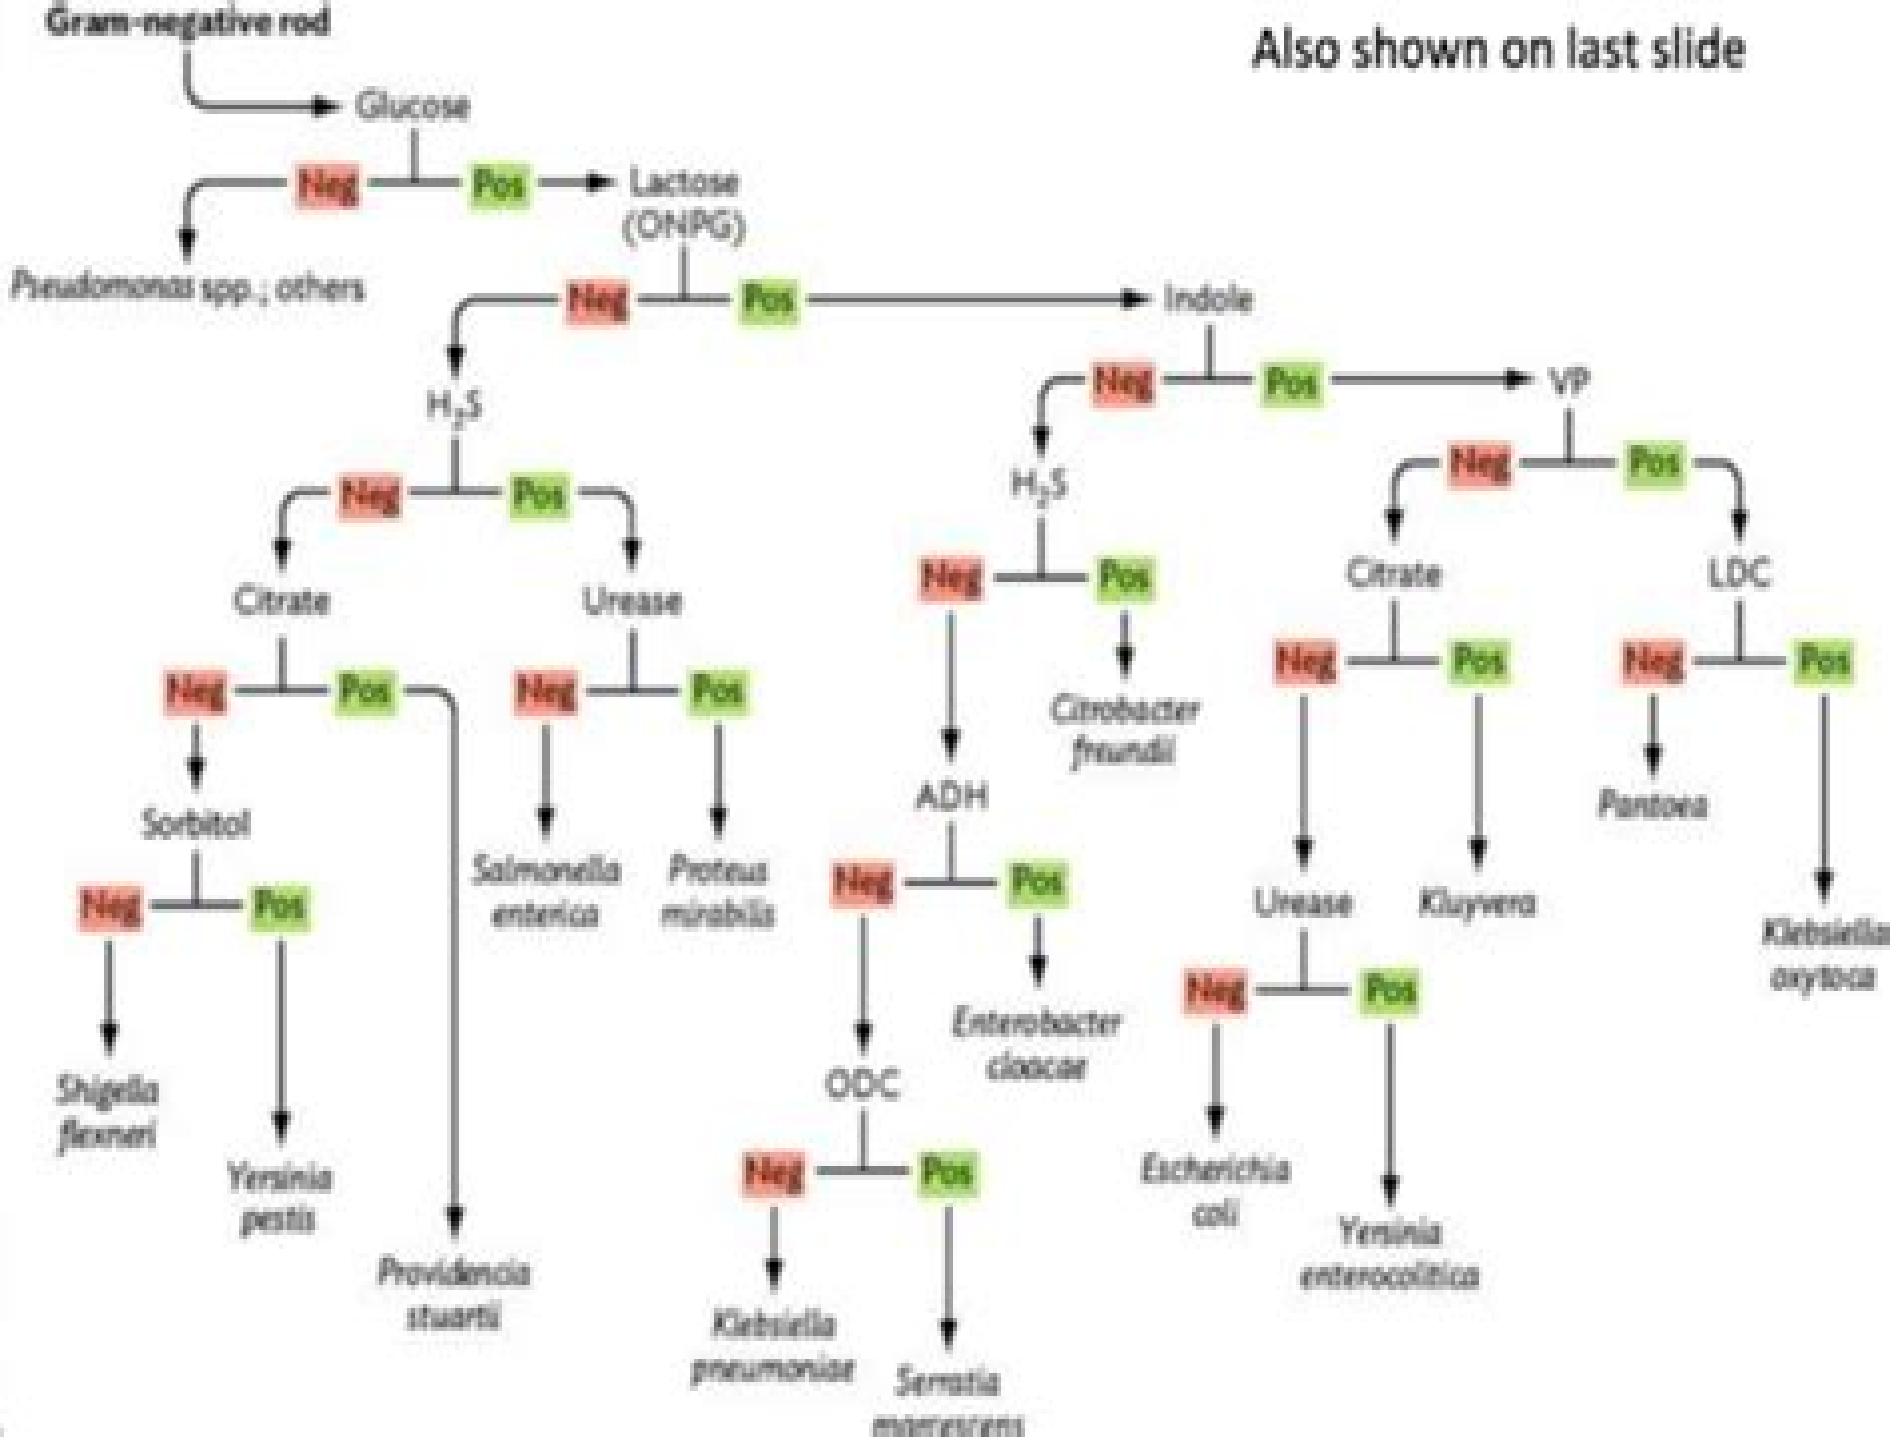 Gram-negative rod
Also shown on last slide
Glucose
Neg Pos Lactose
(ONPG)
Pseudomonas spp.; others
Neg Pos Indole
Neg Pos VP
H₂S
Neg Pos
H₂S
Neg Pos
Citrate LDC
Neg Pos
Citrate Urease
Neg Pos Neg Pos
Neg Pos Neg Pos
Citrobacter
freundii
ADH
Pantoea
Sorbitol
Salmonella
enterica
Proteus
mirabilis
Neg Pos
Urease Kluyvera
Neg Pos
Klebsiella
oxytoca
Neg Pos
Enterobacter
cloacae
ODC
Shigella
flexneri
Neg Pos
Escherichia
coli
Yersinia
pestis
Yersinia
enterocolitica
Providencia
stuartii
Klebsiella
pneumoniae
Serratia
marcescens